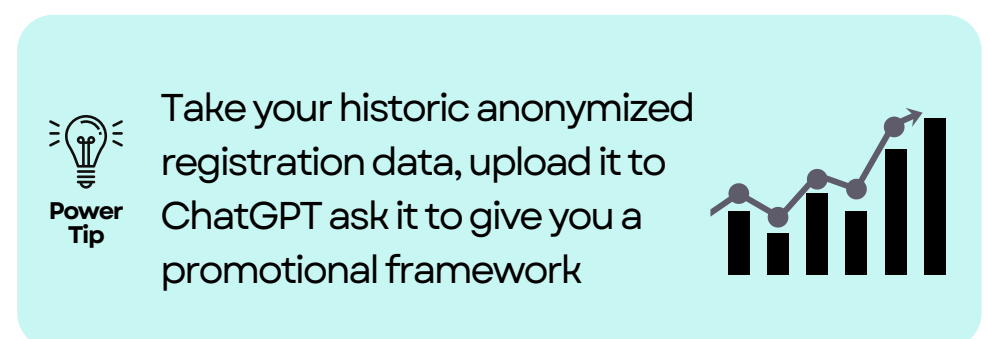 Power
Tip
Take your historic anonymized
registration data, upload it to
ChatGPT ask it to give you a
promotional framework